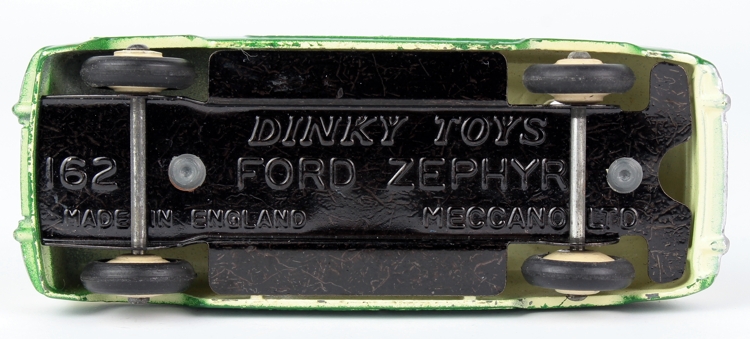 DINKY TOYS
162 FORD ZEPHYR
MADE IN ENGLAND MECCANO LTD